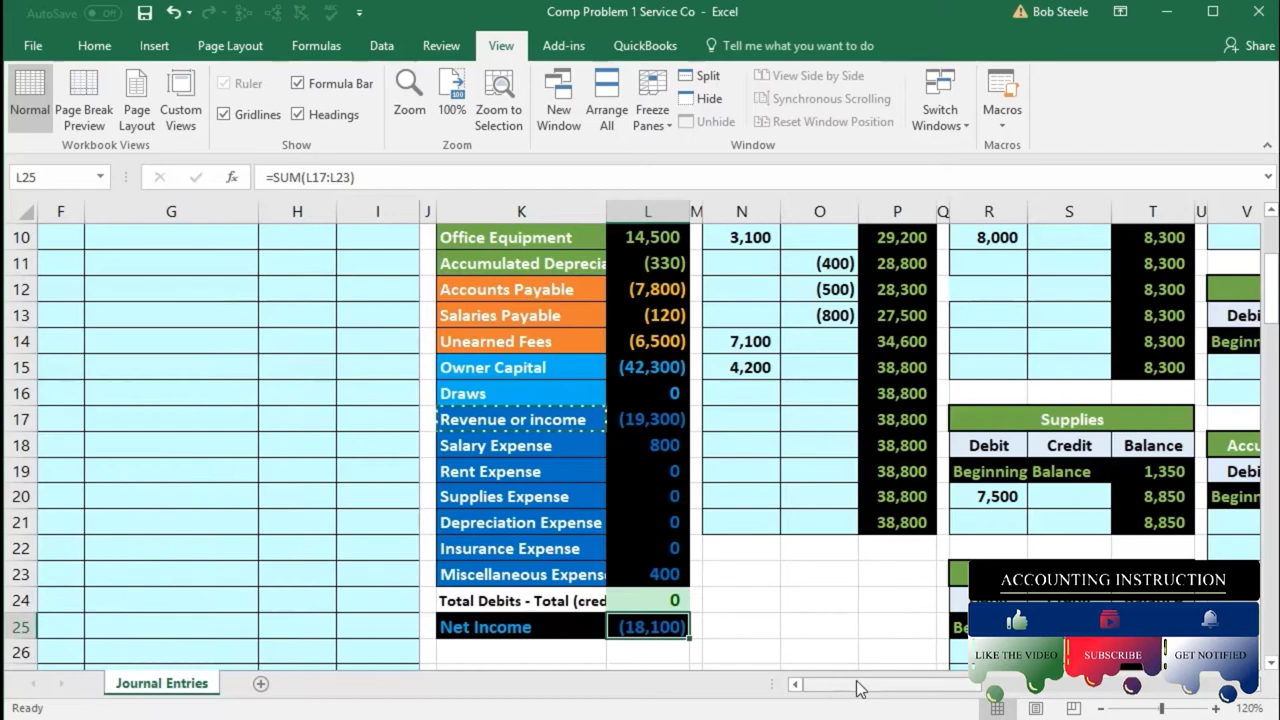 AutoSave Off Comp Problem 1 Service Co - Excel Bob Steele
File Home Insert Page Layout Formulas Data Review View Add-ins QuickBooks Tell me what you want to do Share
Normal Page Break Preview Page Layout Custom Views
Workbook Views
Ruler Formula Bar
Gridlines Headings
Show
Zoom 100% Zoom to Selection
Zoom
New Window Arrange All Freeze Panes
Split View Side by Side
Hide Synchronous Scrolling
Unhide Reset Window Position
Switch Windows
Window
Macros
Macros
L25 fx =SUM(L17:L23)
F G H I J K L M N O P Q R S T U V
10 Office Equipment 14,500 3,100 29,200 8,000 8,300
11 Accumulated Deprecia (330) (400) 28,800 8,300
12 Accounts Payable (7,800) (500) 28,300 8,300
13 Salaries Payable (120) (800) 27,500 8,300 Debi
14 Unearned Fees (6,500) 7,100 34,600 8,300 Beginn
15 Owner Capital (42,300) 4,200 38,800 8,300
16 Draws 0 38,800
17 Revenue or income (19,300) 38,800 Supplies
18 Salary Expense 800 38,800 Debit Credit Balance Accu
19 Rent Expense 0 38,800 Beginning Balance 1,350 Debi
20 Supplies Expense 0 38,800 7,500 8,850 Beginn
21 Depreciation Expense 0 38,800 8,850
22 Insurance Expense 0
23 Miscellaneous Expens 400
24 Total Debits - Total (cred 0
25 Net Income (18,100) Be
26
ACCOUNTING INSTRUCTION
LIKE THE VIDEO SUBSCRIBE GET NOTIFIED
Journal Entries
Ready 120%